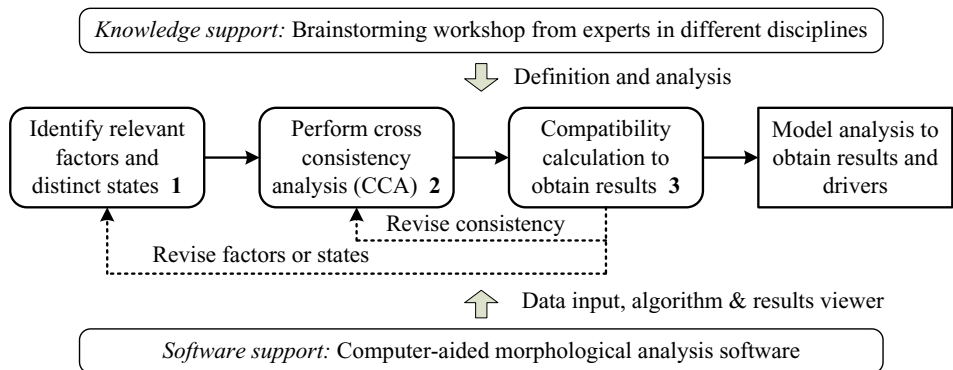 Knowledge support: Brainstorming workshop from experts in different disciplines
Definition and analysis
Identify relevant
factors and
distinct states 1
Perform cross
consistency
analysis (CCA) 2
Compatibility
calculation to
obtain results 3
Model analysis to
obtain results and
drivers
Revise consistency
Revise factors or states
Data input, algorithm & results viewer
Software support: Computer-aided morphological analysis software